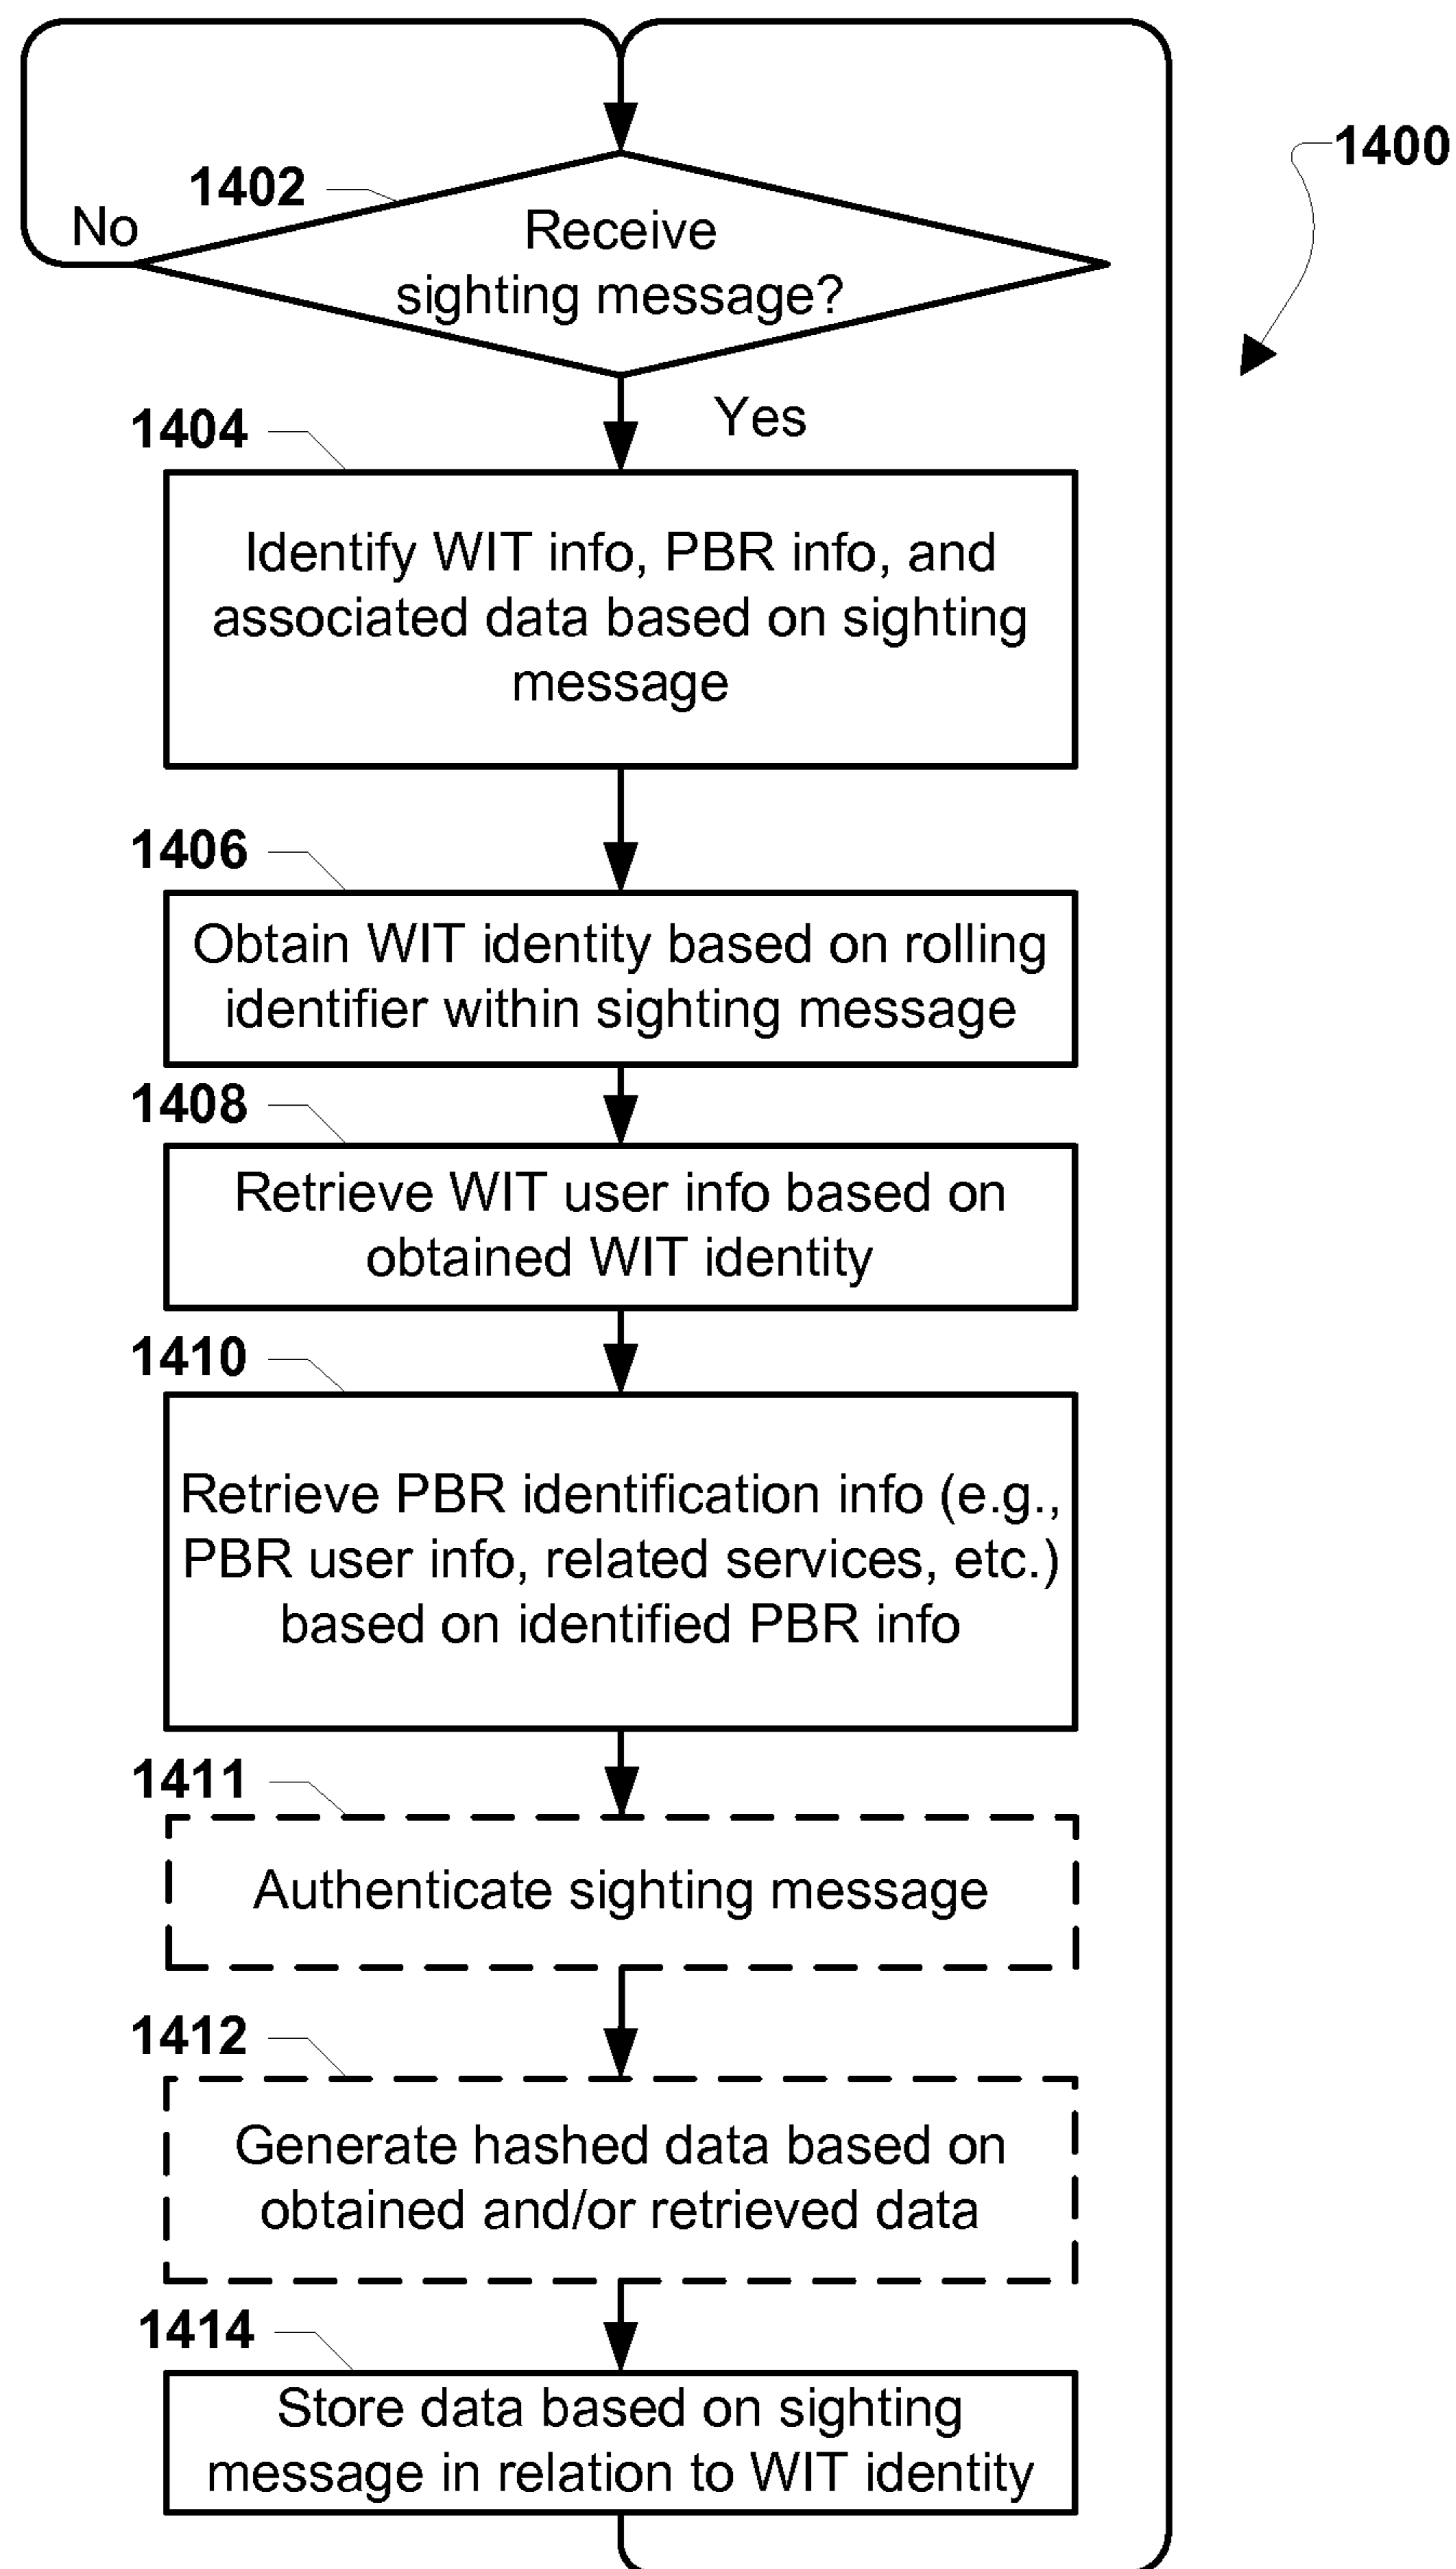 1400
1402
No
Receive
sighting message?
Yes
1404
Identify WIT info, PBR info, and
associated data based on sighting
message
1406
Obtain WIT identity based on rolling
identifier within sighting message
1408
Retrieve WIT user info based on
obtained WIT identity
1410
Retrieve PBR identification info (e.g.,
PBR user info, related services, etc.)
based on identified PBR info
1411
Authenticate sighting message
1412
Generate hashed data based on
obtained and/or retrieved data
1414
Store data based on sighting
message in relation to WIT identity